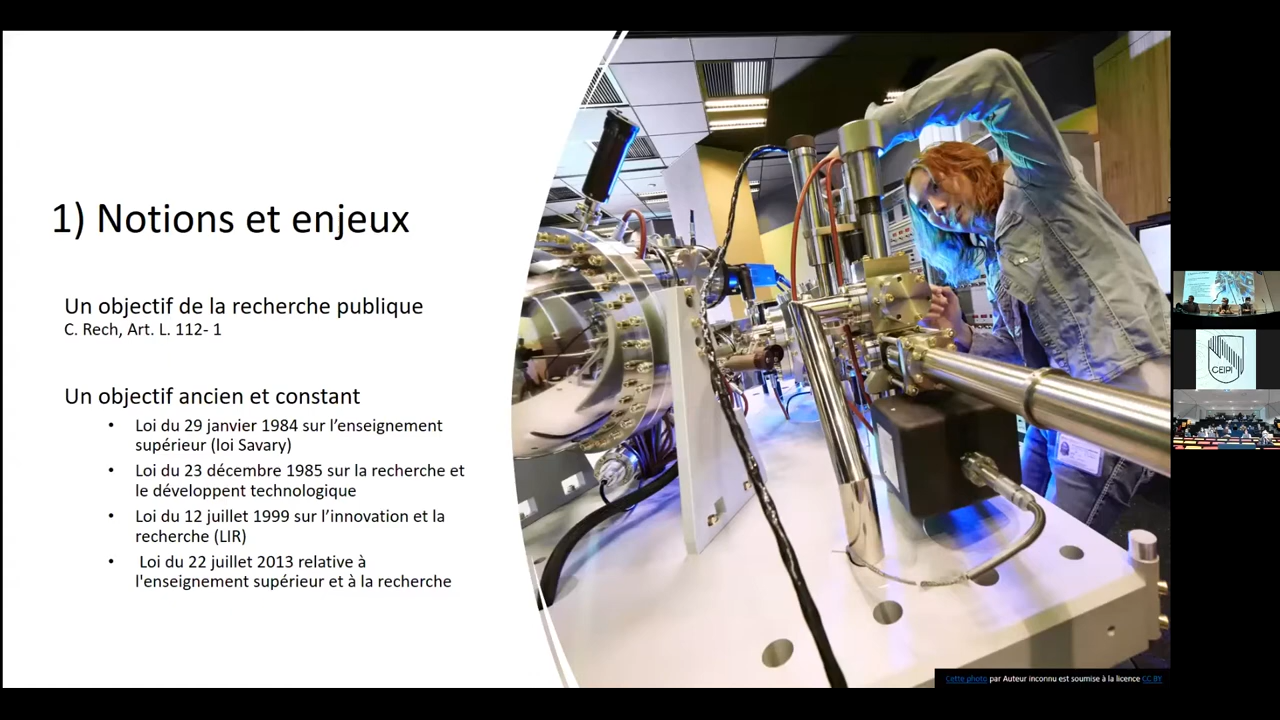 1) Notions et enjeux
Un objectif de la recherche publique
C. Rech, Art. L. 112- 1
Un objectif ancien et constant
• Loi du 29 janvier 1984 sur l’enseignement
supérieur (loi Savary)
• Loi du 23 décembre 1985 sur la recherche et
le développent technologique
• Loi du 12 juillet 1999 sur l’innovation et la
recherche (LIR)
• Loi du 22 juillet 2013 relative à
l'enseignement supérieur et à la recherche
Cette photo par Auteur inconnu est soumise à la licence CC BY
CEIPI